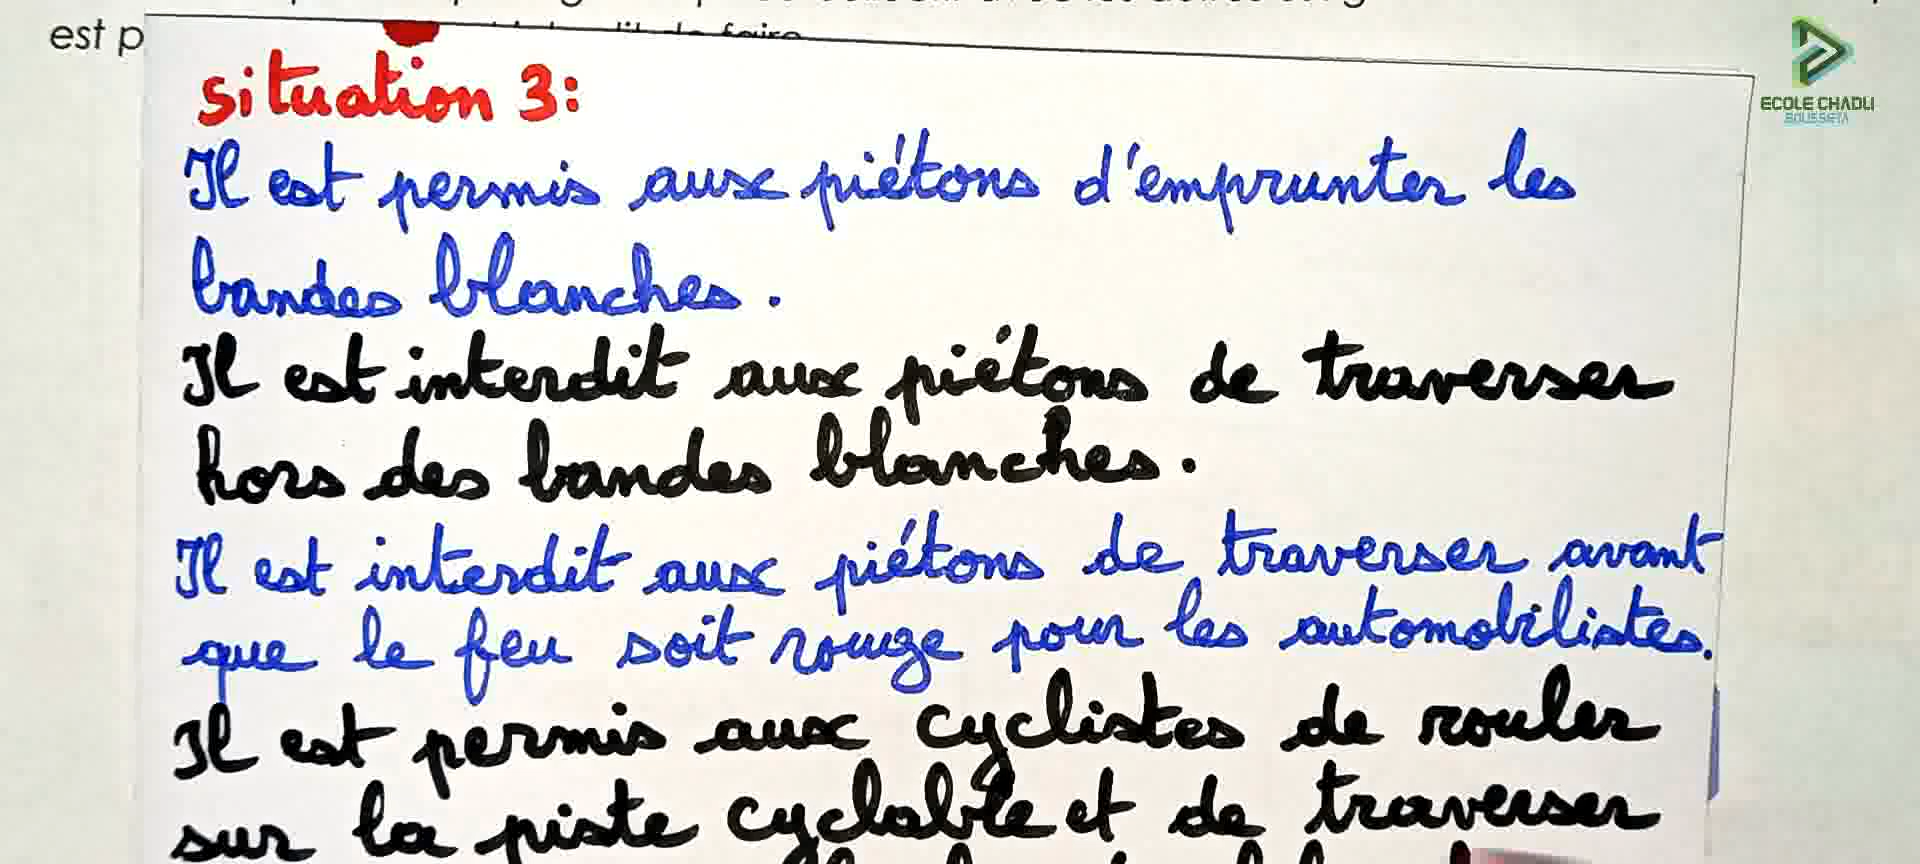 est p
situation 3:
Il est permis aux piétons d'emprunter les
bandes blanches.
Il est interdit aux piétons de traverser
hors des bandes blanches.
Il est interdit aux piétons de traverser avant
que le feu soit rouge pour les automobilistes.
Il est permis aux cyclistes de rouler
sur la piste cyclable et de traverser
ECOLE CHADLI
BOUSSETA